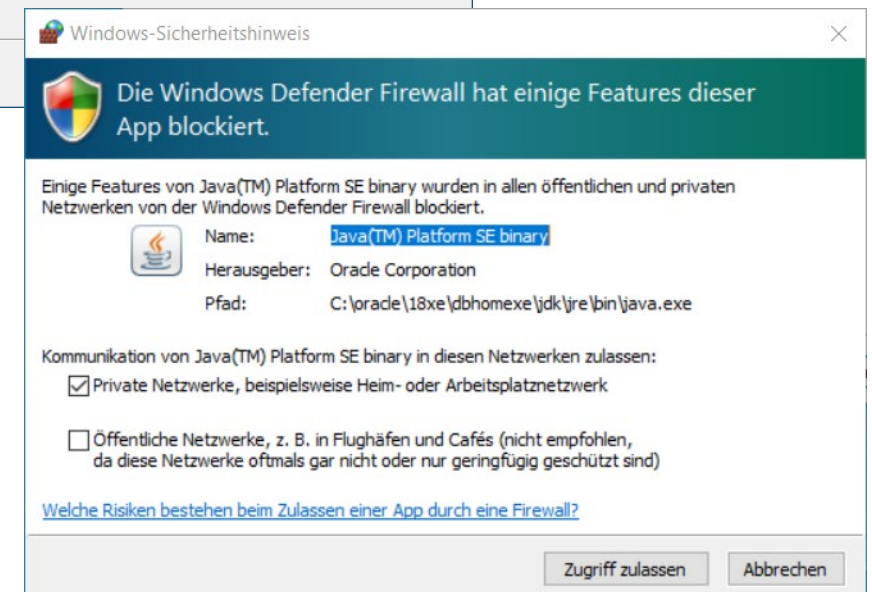 Windows-Sicherheitshinweis
Die Windows Defender Firewall hat einige Features dieser
App blockiert.
Einige Features von Java(TM) Platform SE binary wurden in allen öffentlichen und privaten
Netzwerken von der Windows Defender Firewall blockiert.
Name: Java(TM) Platform SE binary
Herausgeber: Oracle Corporation
Pfad: C:\oracle\18xe\dbhomexe\jdk\jre\bin\java.exe
Kommunikation von Java(TM) Platform SE binary in diesen Netzwerken zulassen:
Private Netzwerke, beispielsweise Heim- oder Arbeitsplatznetzwerk
Öffentliche Netzwerke, z. B. in Flughäfen und Cafés (nicht empfohlen,
da diese Netzwerke oftmals gar nicht oder nur geringfügig geschützt sind)
Welche Risiken bestehen beim Zulassen einer App durch eine Firewall?
Zugriff zulassen Abbrechen